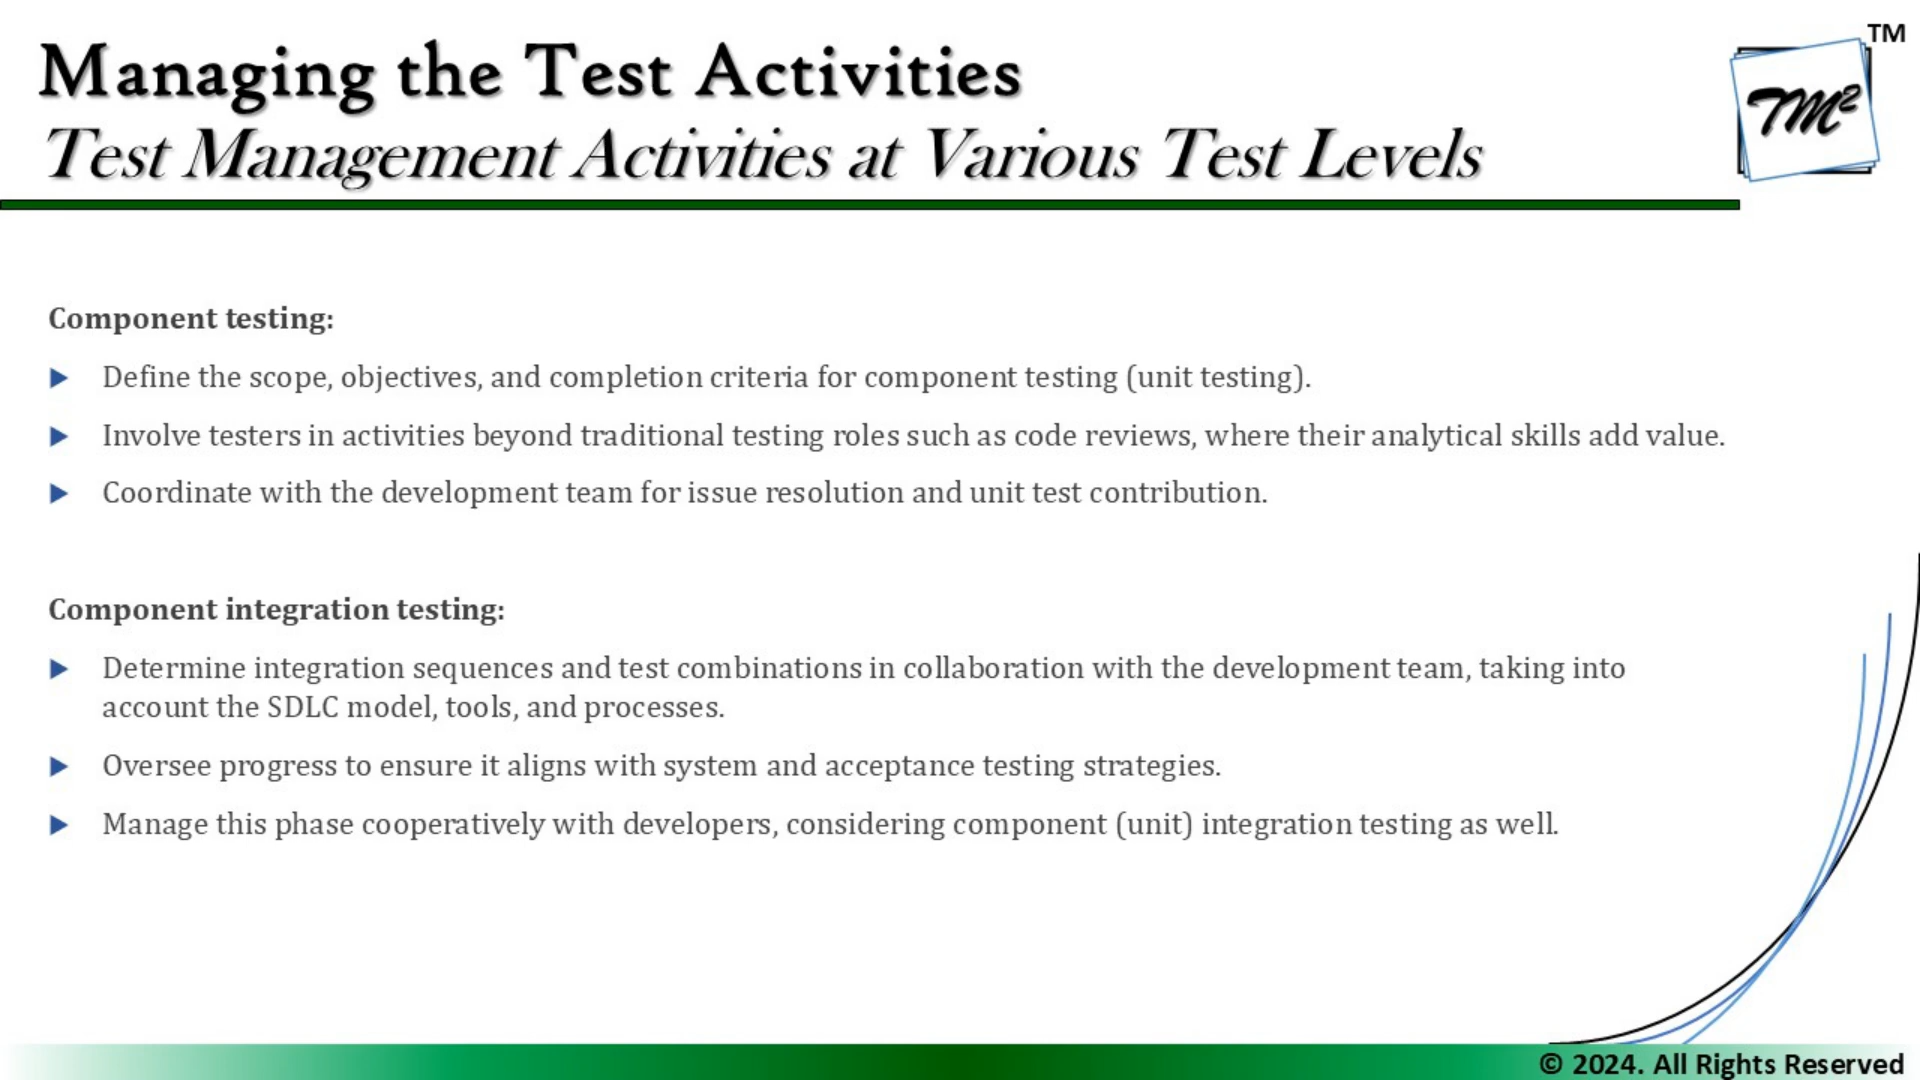 Managing the Test Activities
TM
TM²
Test Management Activities at Various Test Levels
Component testing:
Define the scope, objectives, and completion criteria for component testing (unit testing).
Involve testers in activities beyond traditional testing roles such as code reviews, where their analytical skills add value.
Coordinate with the development team for issue resolution and unit test contribution.
Component integration testing:
Determine integration sequences and test combinations in collaboration with the development team, taking into
account the SDLC model, tools, and processes.
Oversee progress to ensure it aligns with system and acceptance testing strategies.
Manage this phase cooperatively with developers, considering component (unit) integration testing as well.
© 2024. All Rights Reserved